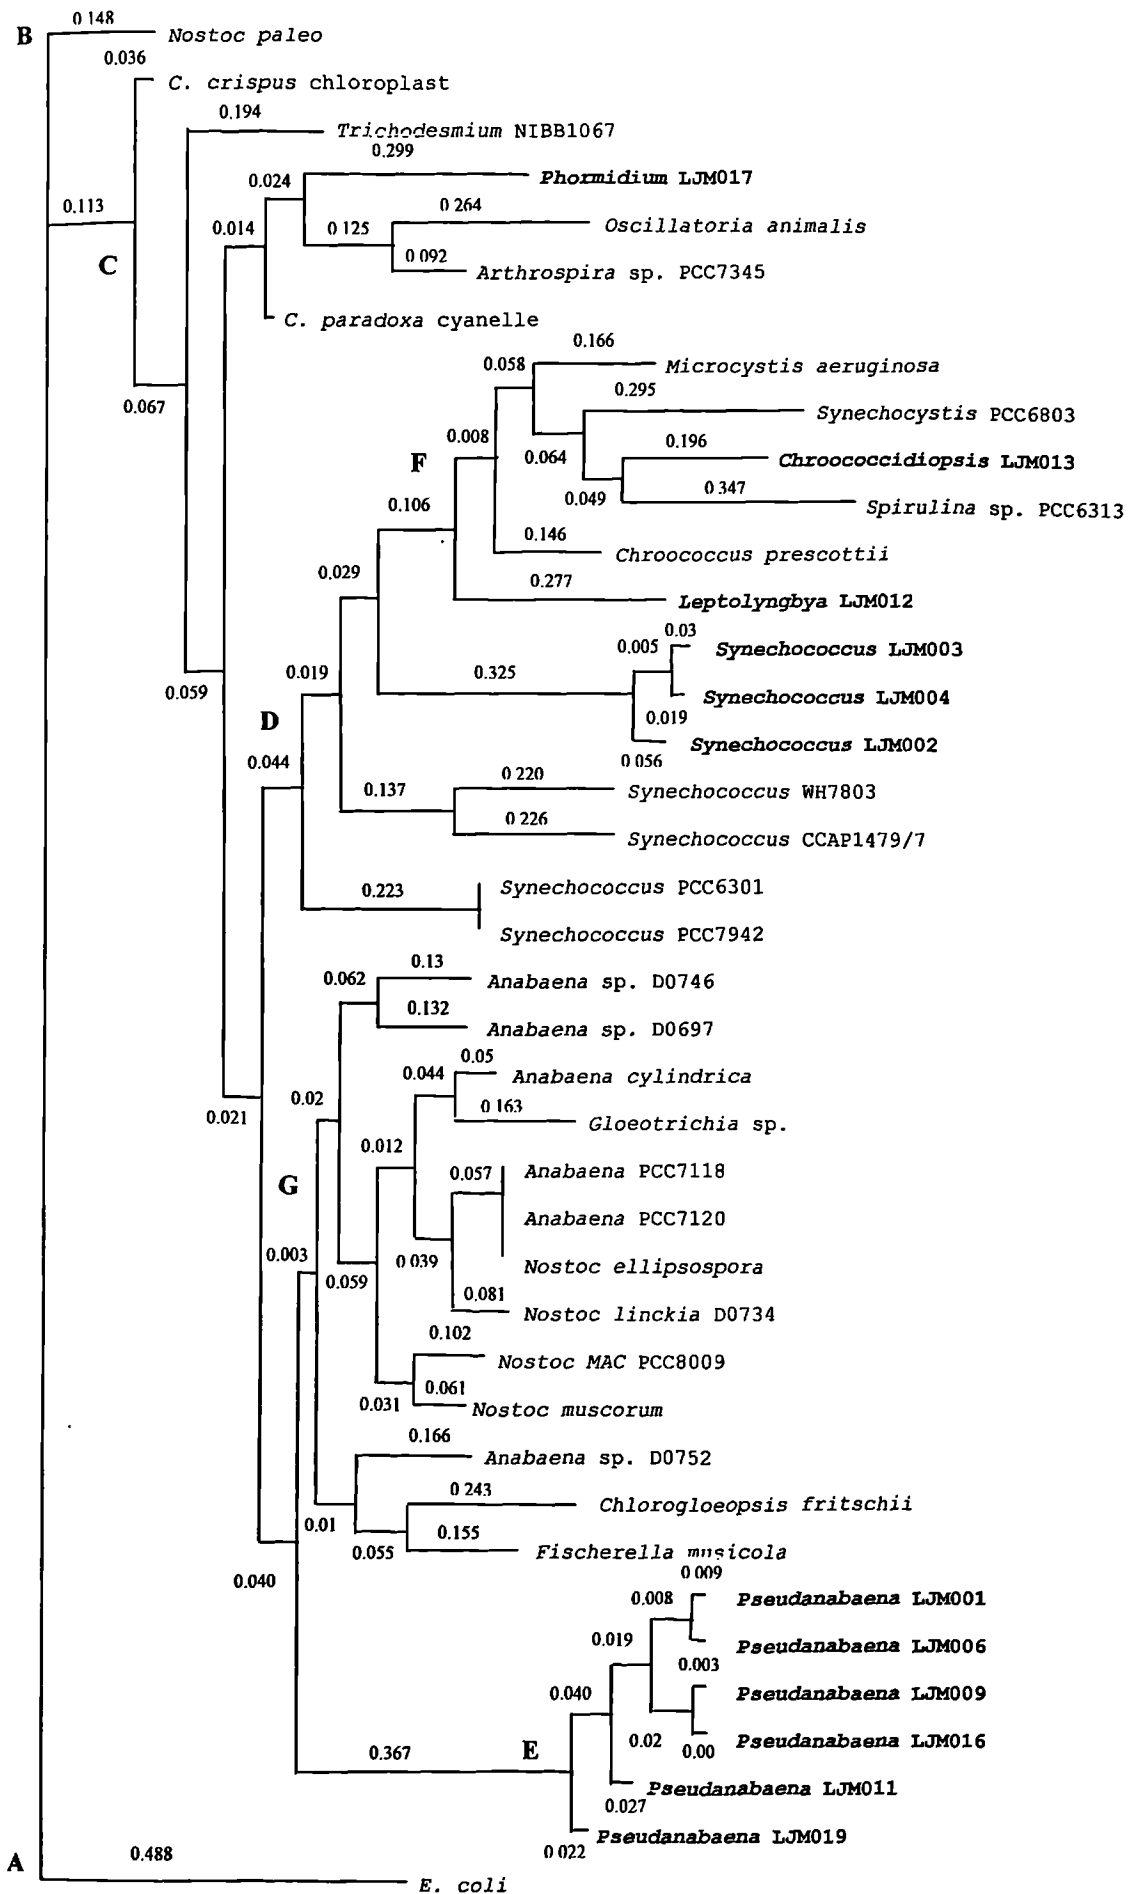 0.148
B
Nostoc paleo
0.036
C. crispus chloroplast
0.194
Trichodesmium NIBB1067
0.299
0.024
Phormidium LJM017
0.113
0.264
0.014
0 125
Oscillatoria animalis
C
0 092
Arthrospira sp. PCC7345
C. paradoxa cyanelle
0.166
0.058
Microcystis aeruginosa
0.295
0.067
Synechocystis PCC6803
0.008
0.196
F
0.064
Chroococcidiopsis LJM013
0.049
0 347
0.106
Spirulina sp. PCC6313
0.146
Chroococcus prescottii
0.029
0.277
Leptolyngbya LJM012
0.03
0.005
Synechococcus LJM003
0.019
0.325
0.059
Synechococcus LJM004
D
0.019
Synechococcus LJM002
0.044
0 056
0 220
0.137
Synechococcus WH7803
0 226
Synechococcus CCAP1479/7
0.223
Synechococcus PCC6301
Synechococcus PCC7942
0.13
0.062
Anabaena sp. D0746
0.132
Anabaena sp. D0697
0.05
0.044
Anabaena cylindrica
0.02
0 163
0.021
Gloeotrichia sp.
0.012
0.057
Anabaena PCC7118
G
Anabaena PCC7120
0.003
0 039
Nostoc ellipsospora
0.059
0.081
Nostoc linckia D0734
0.102
Nostoc MAC PCC8009
0.061
0.031
Nostoc muscorum
0.166
Anabaena sp. D0752
0 243
Chlorogloeopsis fritschii
0.01
0.155
0.055
Fischerella musicola
0 009
0.040
0.008
Pseudanabaena LJM001
0.019
Pseudanabaena LJM006
0.003
0.040
Pseudanabaena LJM009
0.02
Pseudanabaena LJM016
0.00
0.367
E
Pseudanabaena LJM011
0.027
Pseudanabaena LJM019
0 022
0.488
A
E. coli